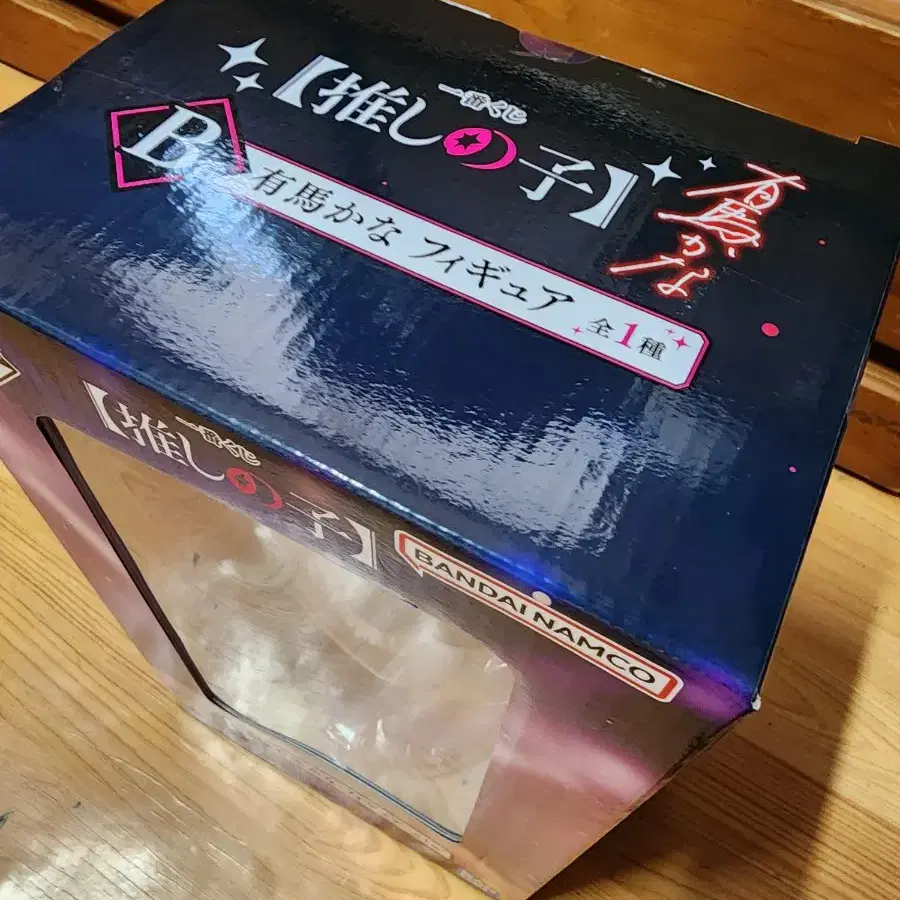 一番くじ
【推しの子】
B
有馬かな フィギュア 全1種
有馬かな
一番くじ
【推しの子】
BANDAI NAMCO